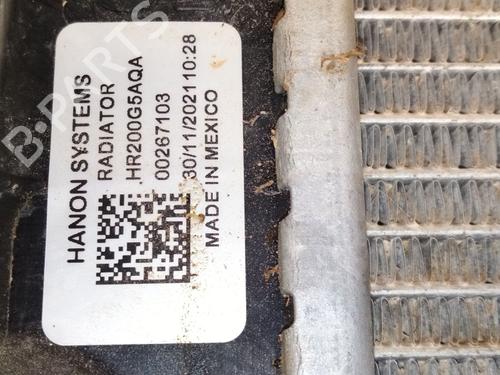 HANON SYSTEMS
RADIATOR
HR200G5AQA
00267103
30/11/2021 10:28
MADE IN MEXICO
B-PARTS